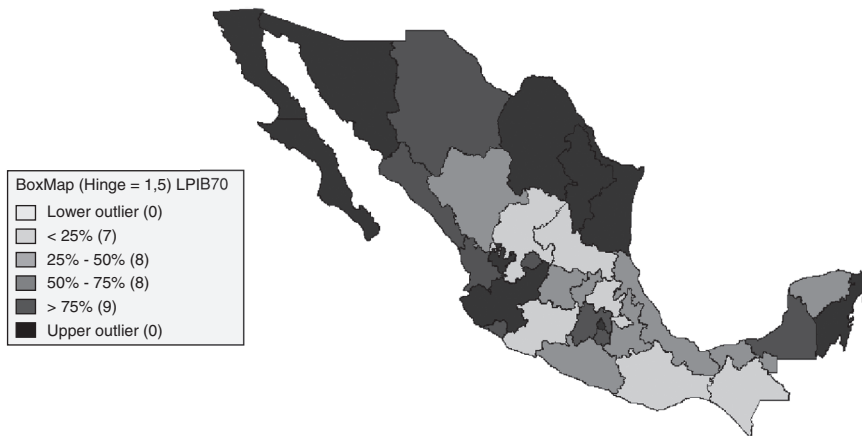 BoxMap (Hinge = 1,5) LPIB70
Lower outlier (0)
< 25% (7)
25% - 50% (8)
50% - 75% (8)
> 75% (9)
Upper outlier (0)